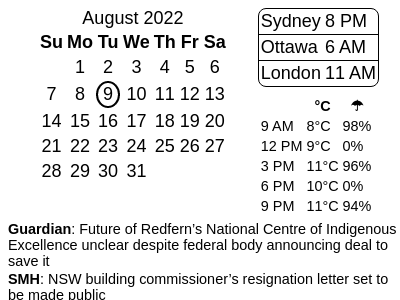 August 2022
Su Mo Tu We Th Fr Sa
1 2 3 4 5 6
7 8 9 10 11 12 13
14 15 16 17 18 19 20
21 22 23 24 25 26 27
28 29 30 31
Sydney 8 PM
Ottawa 6 AM
London 11 AM
°C ☂
9 AM 8°C 98%
12 PM 9°C 0%
3 PM 11°C 96%
6 PM 10°C 0%
9 PM 11°C 94%
Guardian: Future of Redfern’s National Centre of Indigenous
Excellence unclear despite federal body announcing deal to
save it
SMH: NSW building commissioner’s resignation letter set to
be made public